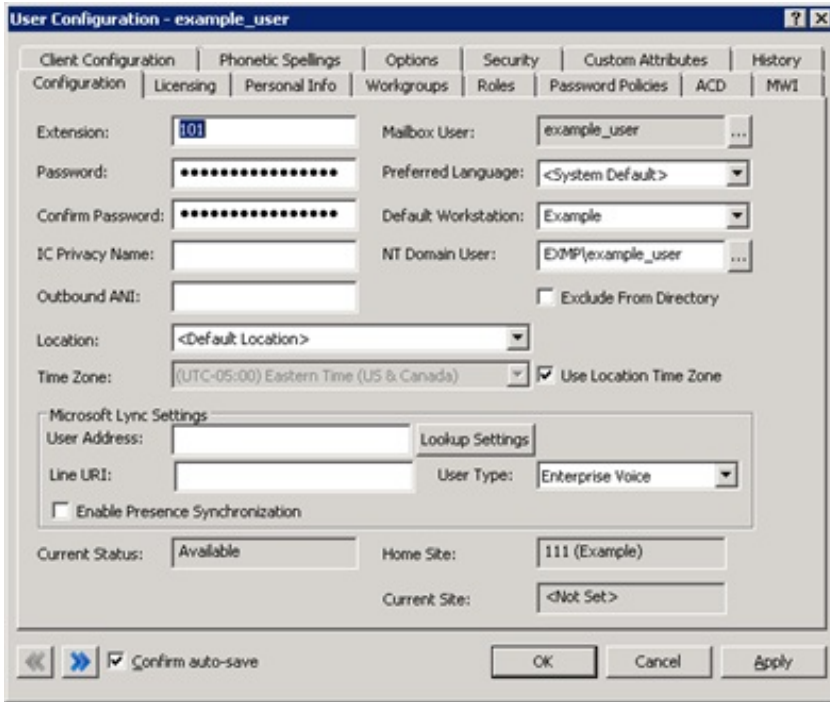 User Configuration - example_user
Client Configuration Phonetic Spellings Options Security Custom Attributes History
Configuration Licensing Personal Info Workgroups Roles Password Policies ACD MWI
Extension: 101 Mailbox User: example_user ...
Password: •••••••••••••••• Preferred Language: <System Default>
Confirm Password: •••••••••••••••• Default Workstation: Example
IC Privacy Name: NT Domain User: EXMP\example_user ...
Outbound ANI: Exclude From Directory
Location: <Default Location>
Time Zone: (UTC-05:00) Eastern Time (US & Canada) Use Location Time Zone
Microsoft Lync Settings
User Address: Lookup Settings
Line URI: User Type: Enterprise Voice
Enable Presence Synchronization
Current Status: Available Home Site: 111 (Example)
Current Site: <Not Set>
Confirm auto-save OK Cancel Apply